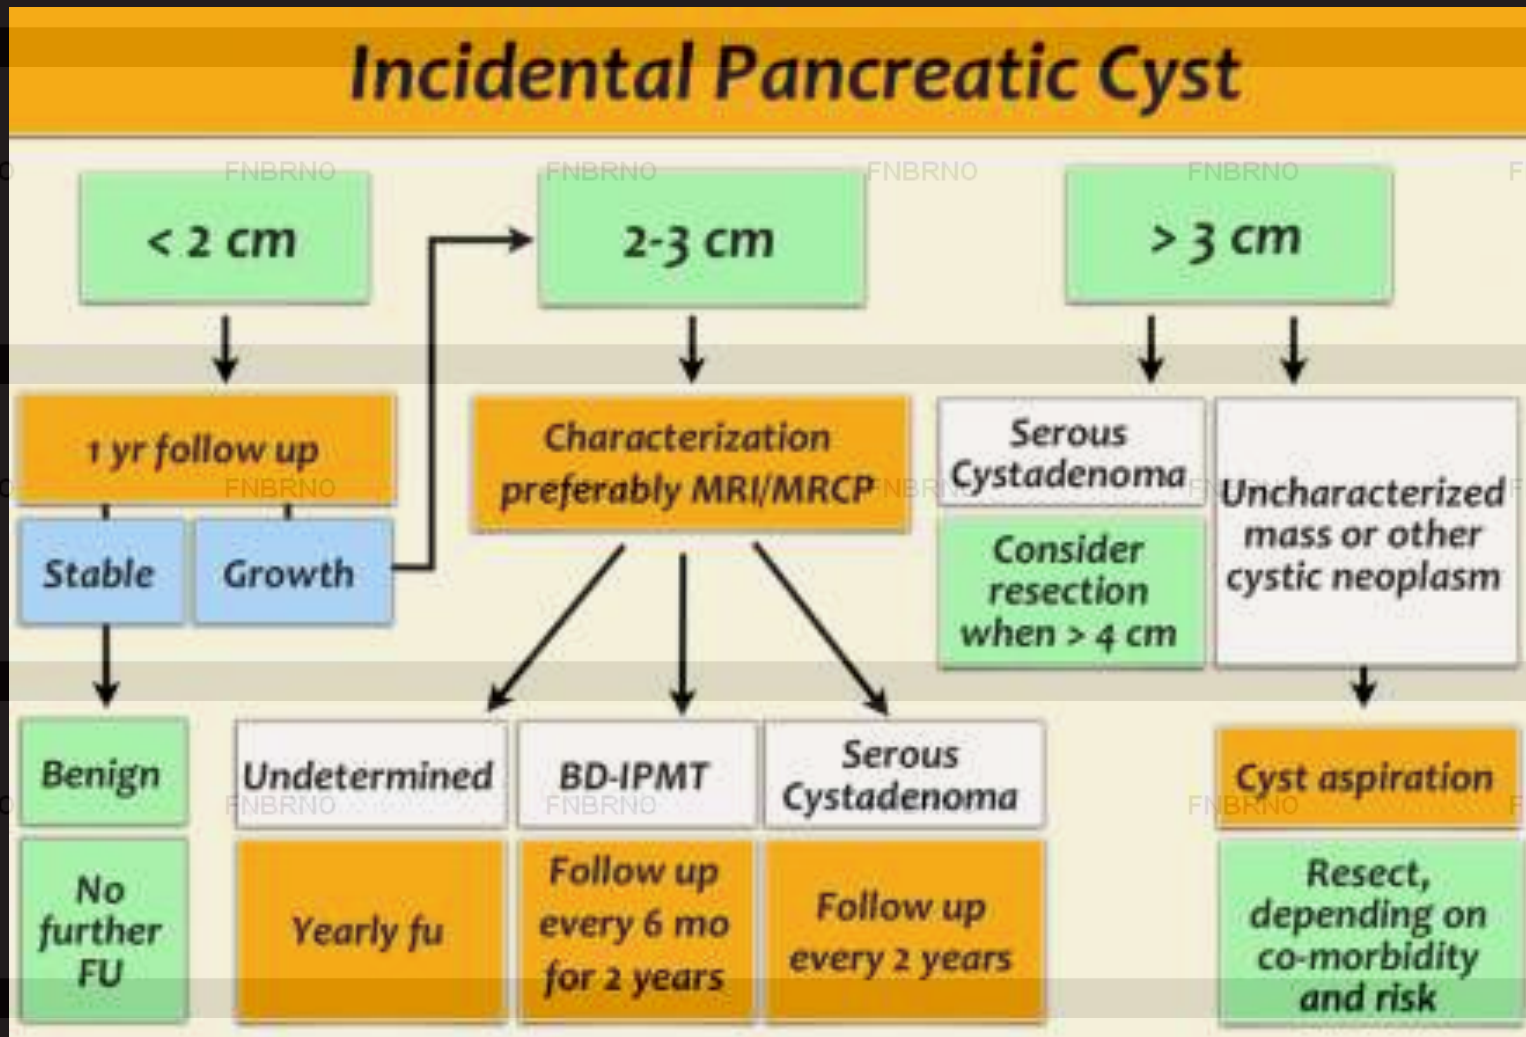 Incidental Pancreatic Cyst
FNBRNO FNBRNO FNBRNO FNBRNO
< 2 cm
2-3 cm
> 3 cm
1 yr follow up
FNBRNO
Stable
Growth
Characterization
preferably MRI/MRCP
FNBRNO
Serous
Cystadenoma
Consider
resection
when > 4 cm
Uncharacterized
mass or other
cystic neoplasm
Benign
No
further
FU
Undetermined
FNBRNO
Yearly fu
BD-IPMT
FNBRNO
Follow up
every 6 mo
for 2 years
Serous
Cystadenoma
Follow up
every 2 years
Cyst aspiration
FNBRNO
Resect,
depending on
co-morbidity
and risk